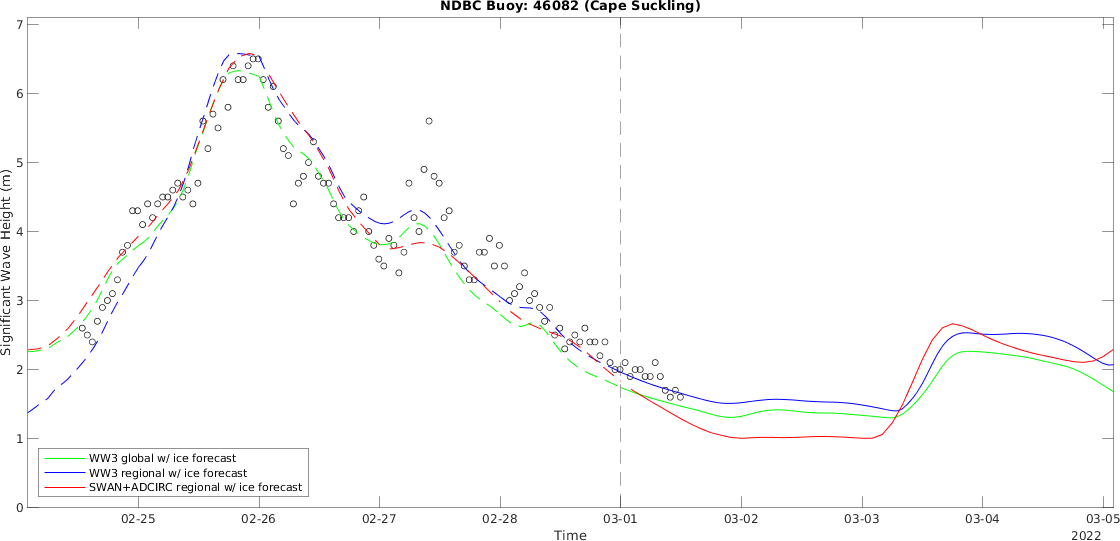 NDBC Buoy: 46082 (Cape Suckling)
7
6
5
4
3
2
1
0
Significant Wave Height (m)
WW3 global w/ ice forecast
WW3 regional w/ ice forecast
SWAN+ADCIRC regional w/ ice forecast
02-25 02-26 02-27 02-28 03-01 03-02 03-03 03-04 03-05
Time
2022